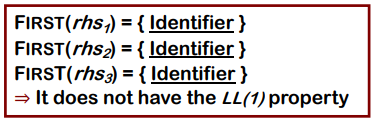 FIRST(rhs₁) = { Identifier }
FIRST(rhs₂) = { Identifier }
FIRST(rhs₃) = { Identifier }
⇒ It does not have the LL(1) property